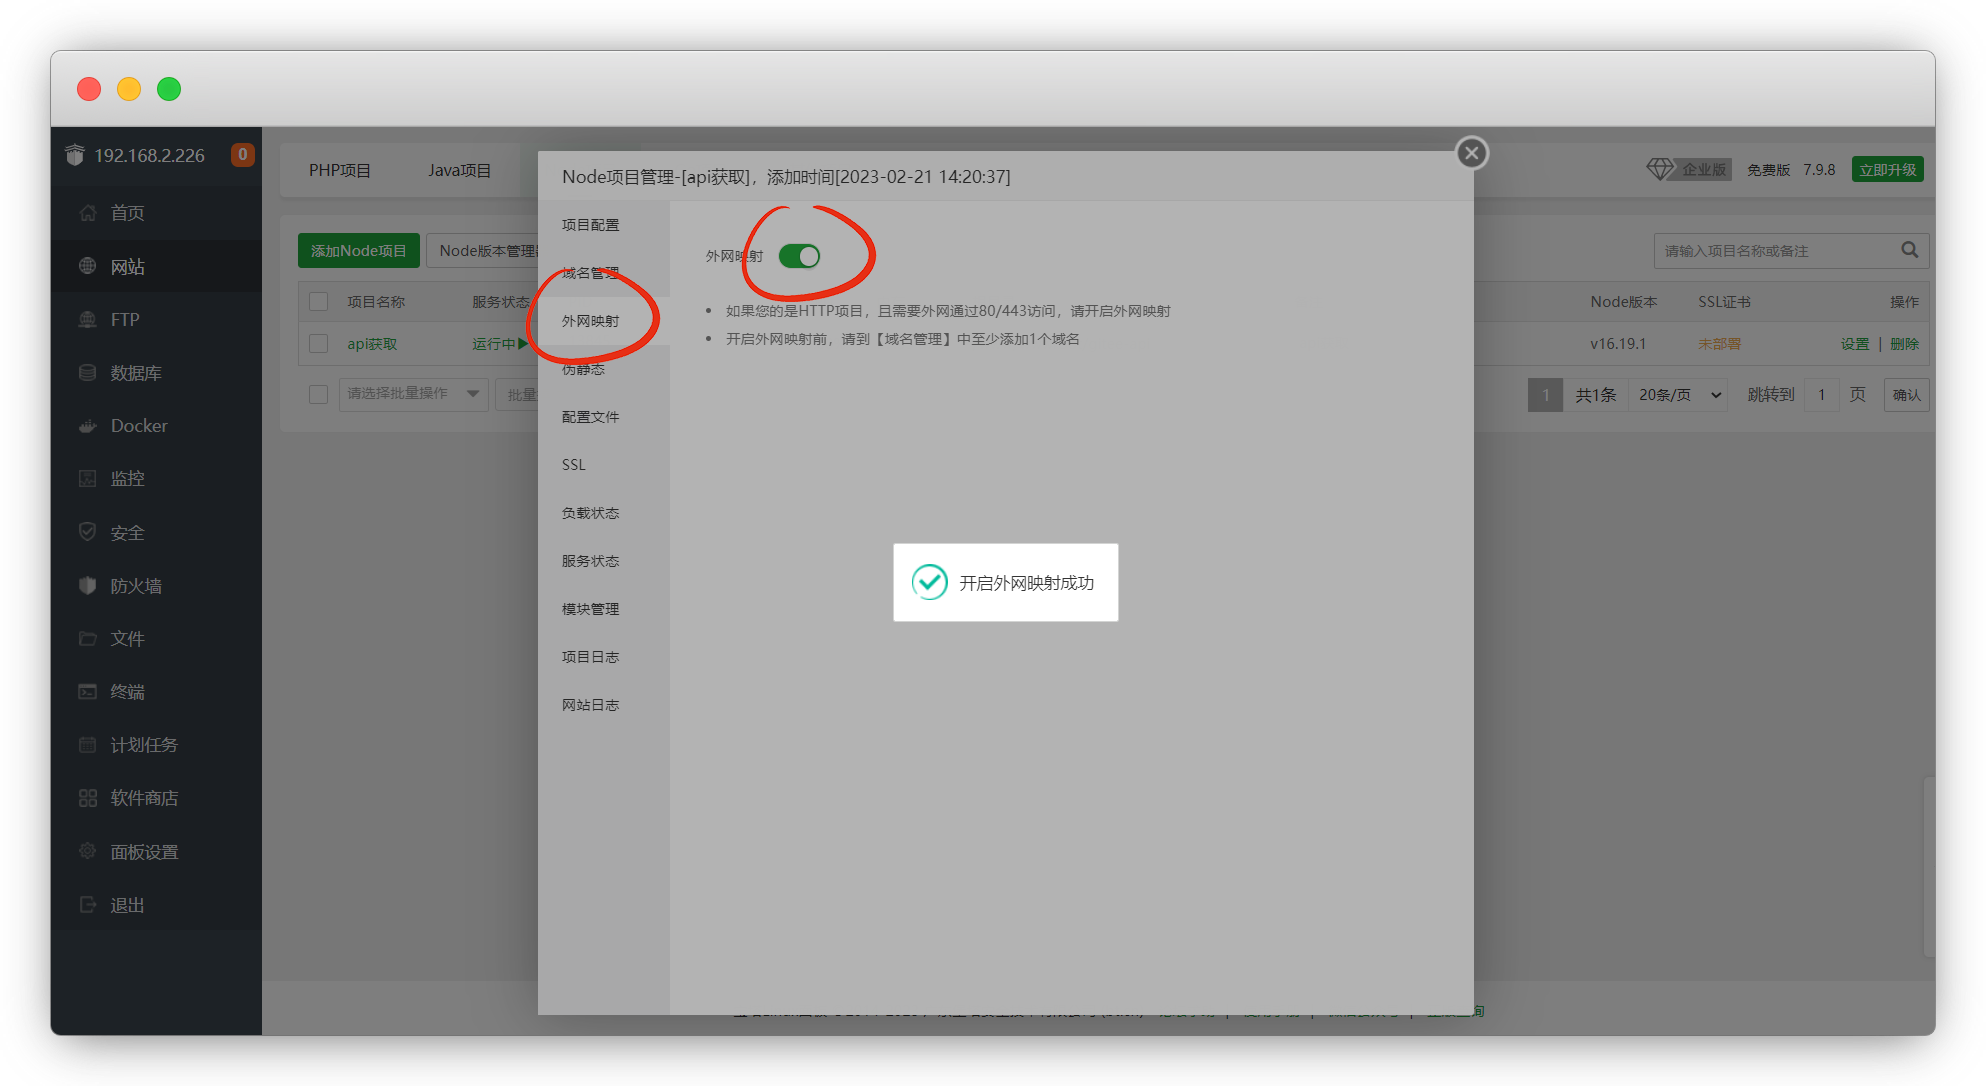 192.168.2.226 0
首页
网站
FTP
数据库
Docker
监控
安全
防火墙
文件
终端
计划任务
软件商店
面板设置
退出
PHP项目 Java项目
企业版 免费版 7.9.8 立即升级
添加Node项目 Node版本管理
请输入项目名称或备注
项目名称 服务状态
Node版本 SSL证书 操作
api获取 运行中
v16.19.1 未部署 设置 | 删除
请选择批量操作 批量
1 共1条 20条/页 跳转到 1 页 确认
Node项目管理-[api获取]，添加时间[2023-02-21 14:20:37]
项目配置
域名管理
外网映射
伪静态
配置文件
SSL
负载状态
服务状态
模块管理
项目日志
网站日志
外网映射
如果您的是HTTP项目，且需要外网通过80/443访问，请开启外网映射
开启外网映射前，请到【域名管理】中至少添加1个域名
开启外网映射成功